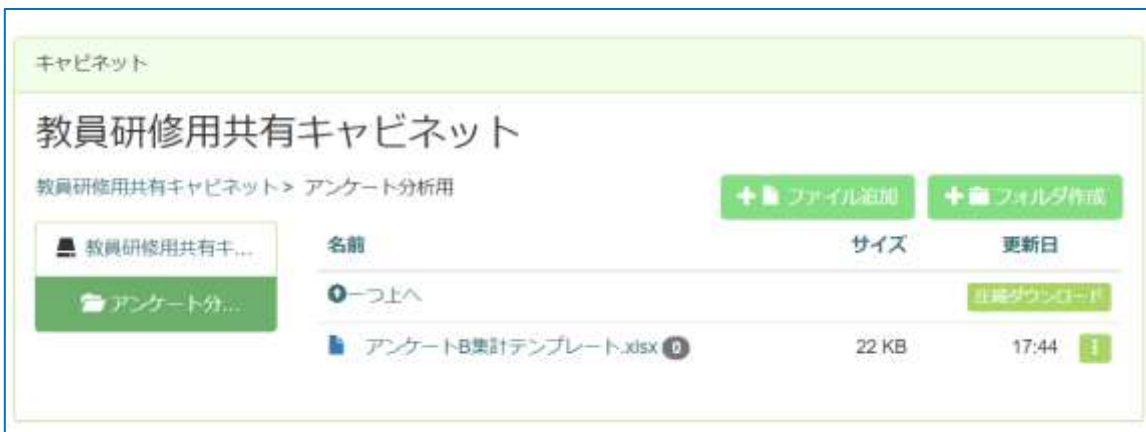 キャビネット
教員研修用共有キャビネット
教員研修用共有キャビネット > アンケート分析用
ファイル追加 フォルダ作成
教員研修用共有キ...
アンケート分...
名前 サイズ 更新日
一つ上へ 圧縮ダウンロード
アンケートB集計テンプレート.xlsx 0 22 KB 17:44